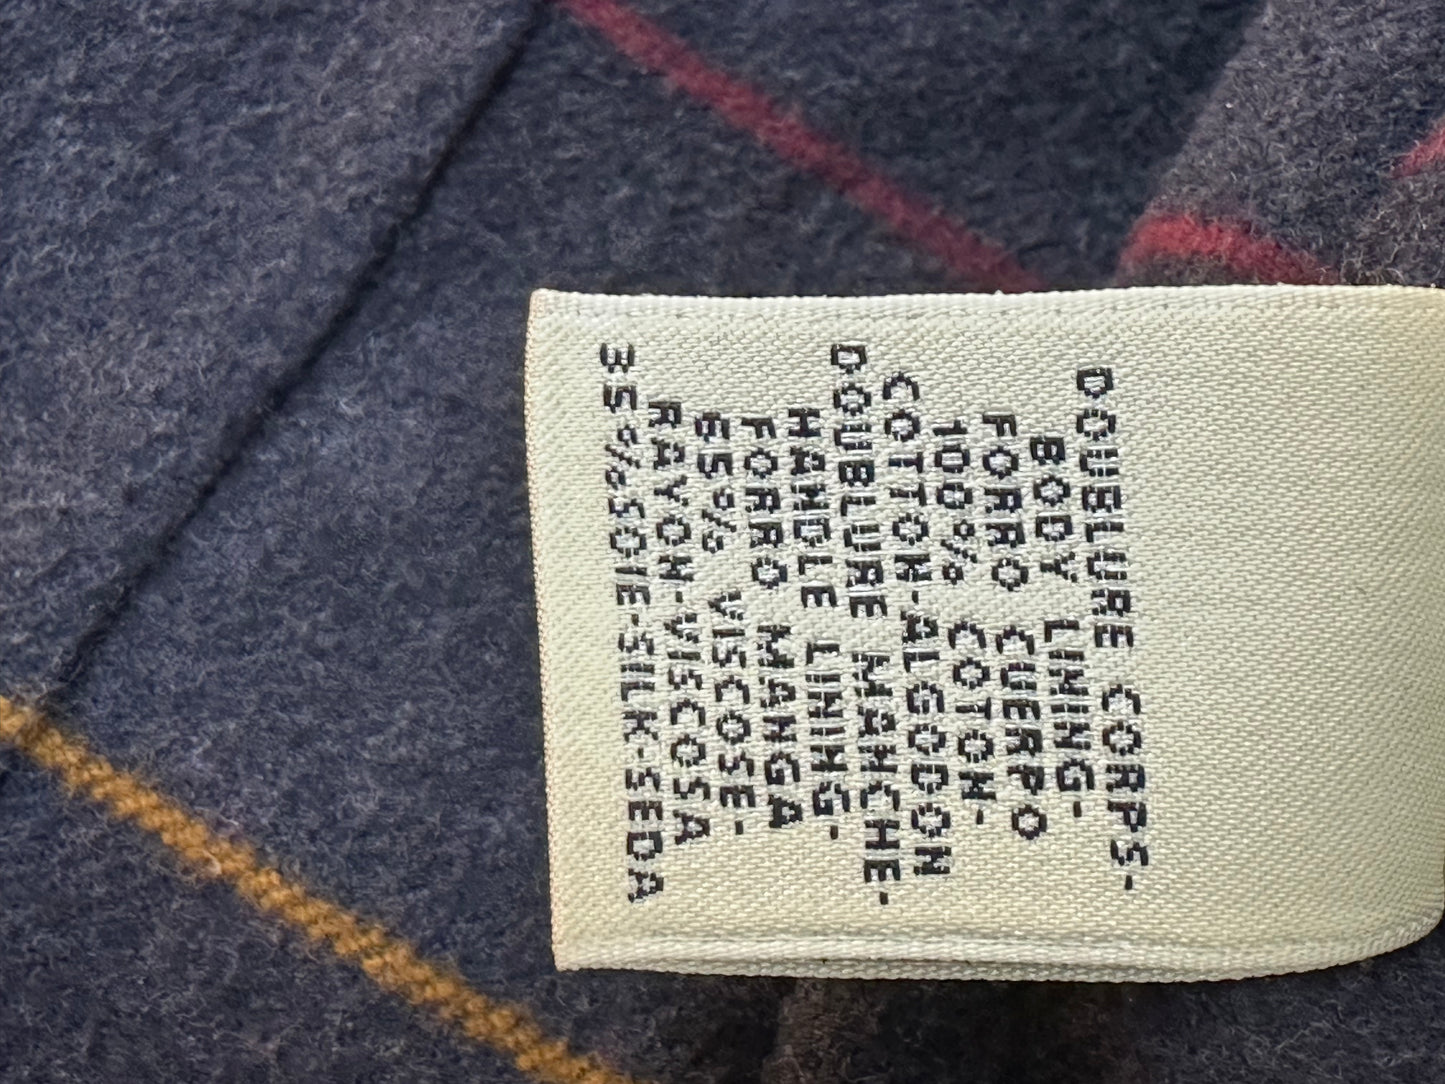 DOUBLURE CORPS-
BODY LINING-
FORRO CUERPO
100% COTON-
COTTON-ALGODON
DOUBLURE MANCHE-
HANDLE LINING-
FORRO MANGA
65% VISCOSE-
RAYON-VISCOSA
35%SOIE-SILK-SEDA